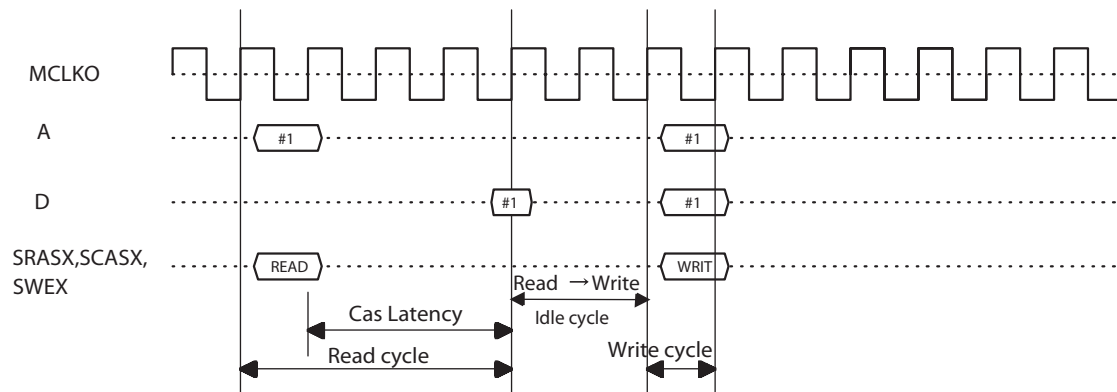 MCLKO
A
#1
#1
D
#1
#1
SRASX,SCASX,
SWEX
READ
WRIT
Read →Write
Cas Latency
Idle cycle
Read cycle
Write cycle